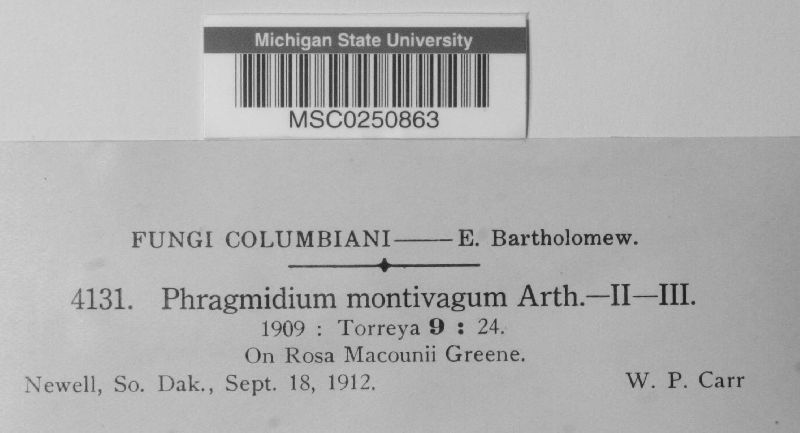 Michigan State University
MSC0250863
FUNGI COLUMBIANI——E. Bartholomew.
4131. Phragmidium montivagum Arth.—II—III.
1909 : Torreya 9 : 24.
On Rosa Macounii Greene.
Newell, So. Dak., Sept. 18, 1912. W. P. Carr